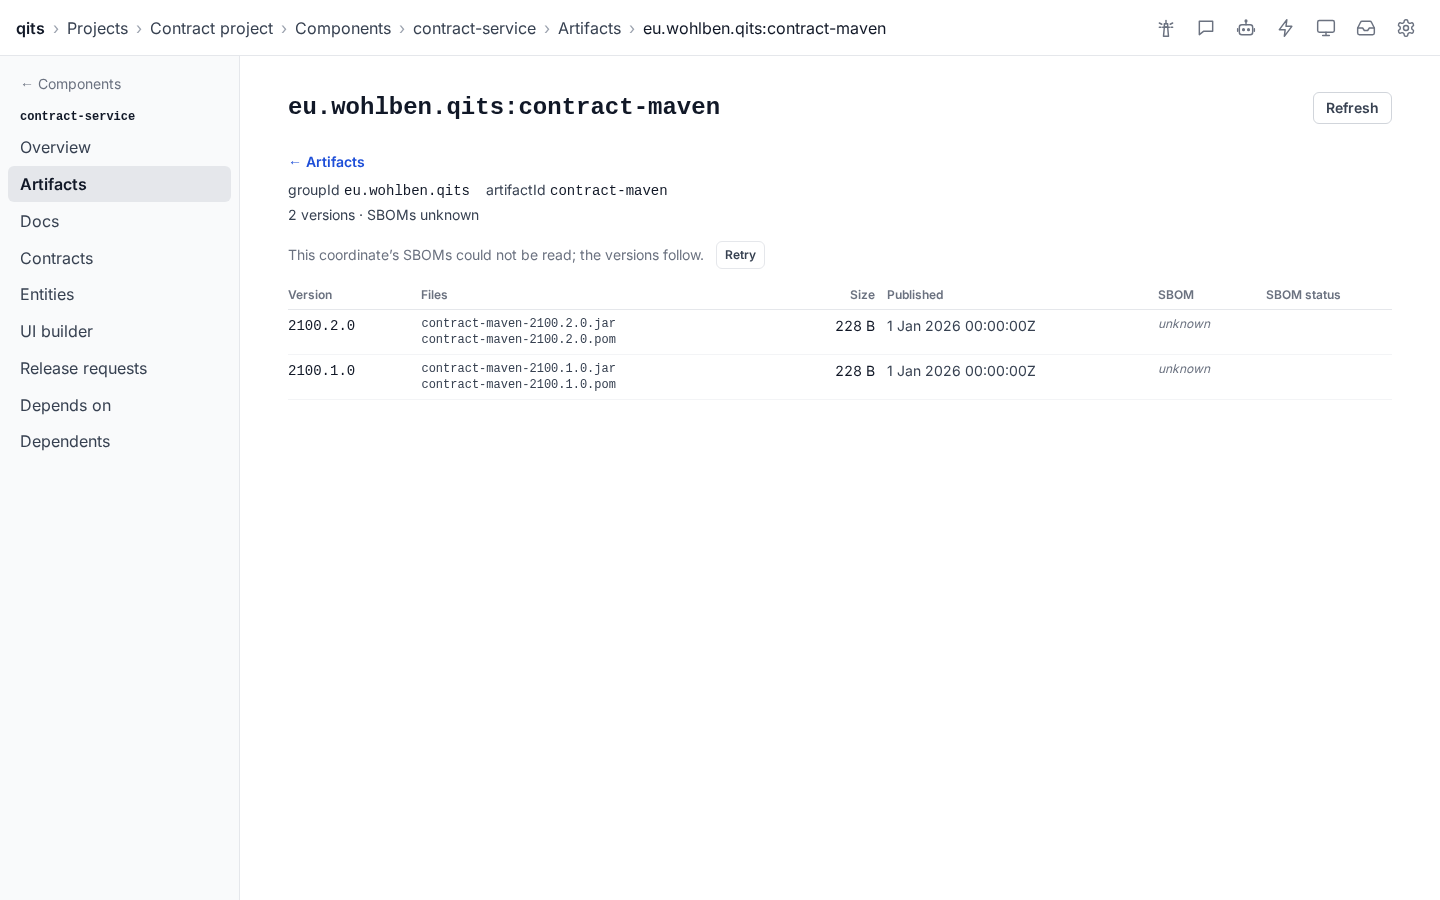 qits › Projects › Contract project › Components › contract-service › Artifacts › eu.wohlben.qits:contract-maven
← Components
contract-service
Overview
Artifacts
Docs
Contracts
Entities
UI builder
Release requests
Depends on
Dependents
eu.wohlben.qits:contract-maven
Refresh
← Artifacts
groupId eu.wohlben.qits artifactId contract-maven
2 versions · SBOMs unknown
This coordinate’s SBOMs could not be read; the versions follow. Retry
Version Files Size Published SBOM SBOM status
2100.2.0 contract-maven-2100.2.0.jar 228 B 1 Jan 2026 00:00:00Z unknown
contract-maven-2100.2.0.pom
2100.1.0 contract-maven-2100.1.0.jar 228 B 1 Jan 2026 00:00:00Z unknown
contract-maven-2100.1.0.pom